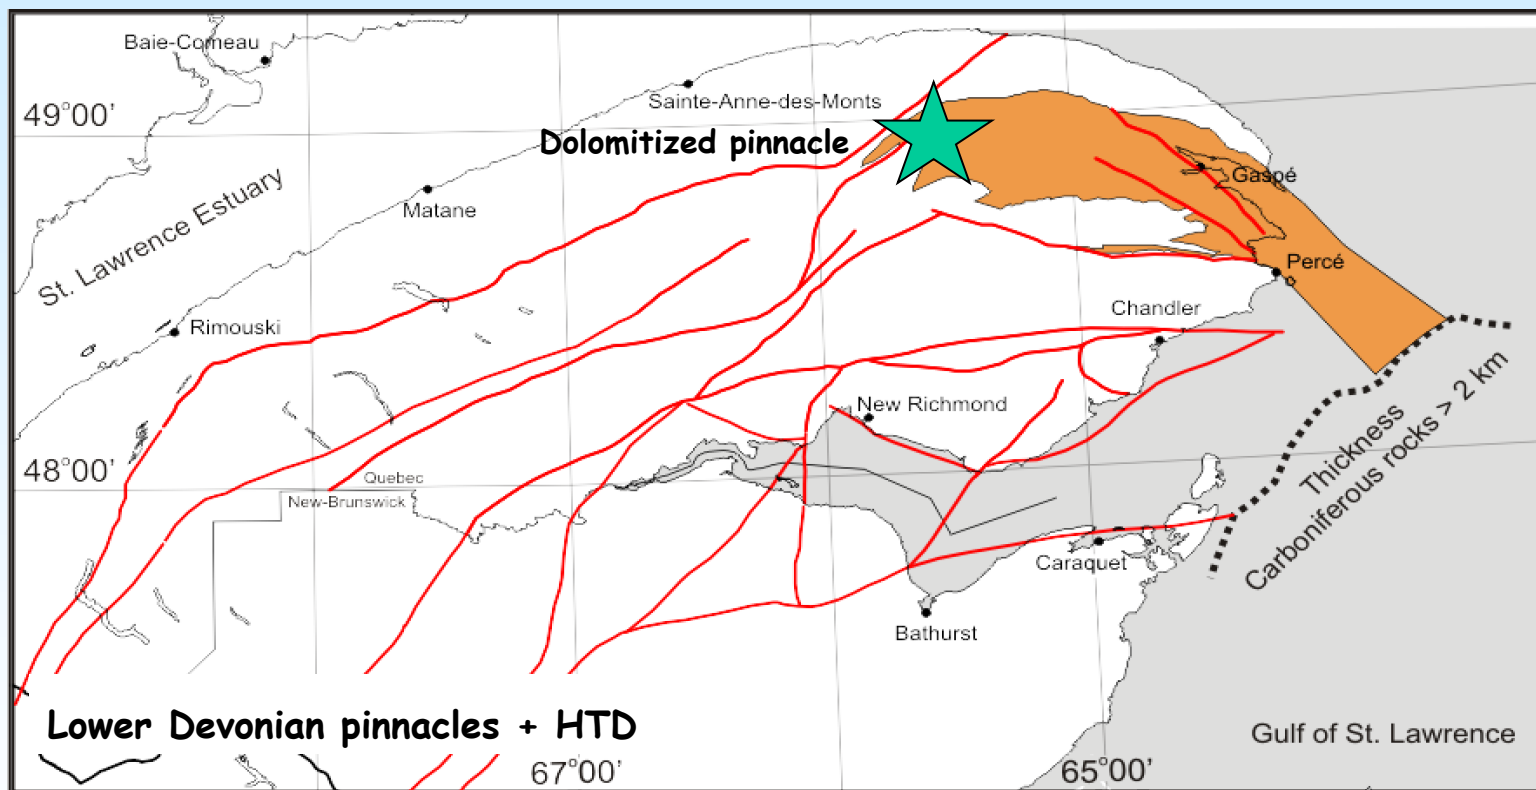 Baie-Comeau
Sainte-Anne-des-Monts
49°00’
Dolomitized pinnacle
Gaspé
St. Lawrence Estuary
Matane
Percé
Chandler
Rimouski
New Richmond
Thickness
Carboniferous rocks > 2 km
48°00’
Quebec
New-Brunswick
Caraquet
Bathurst
Lower Devonian pinnacles + HTD
Gulf of St. Lawrence
67°00’
65°00’